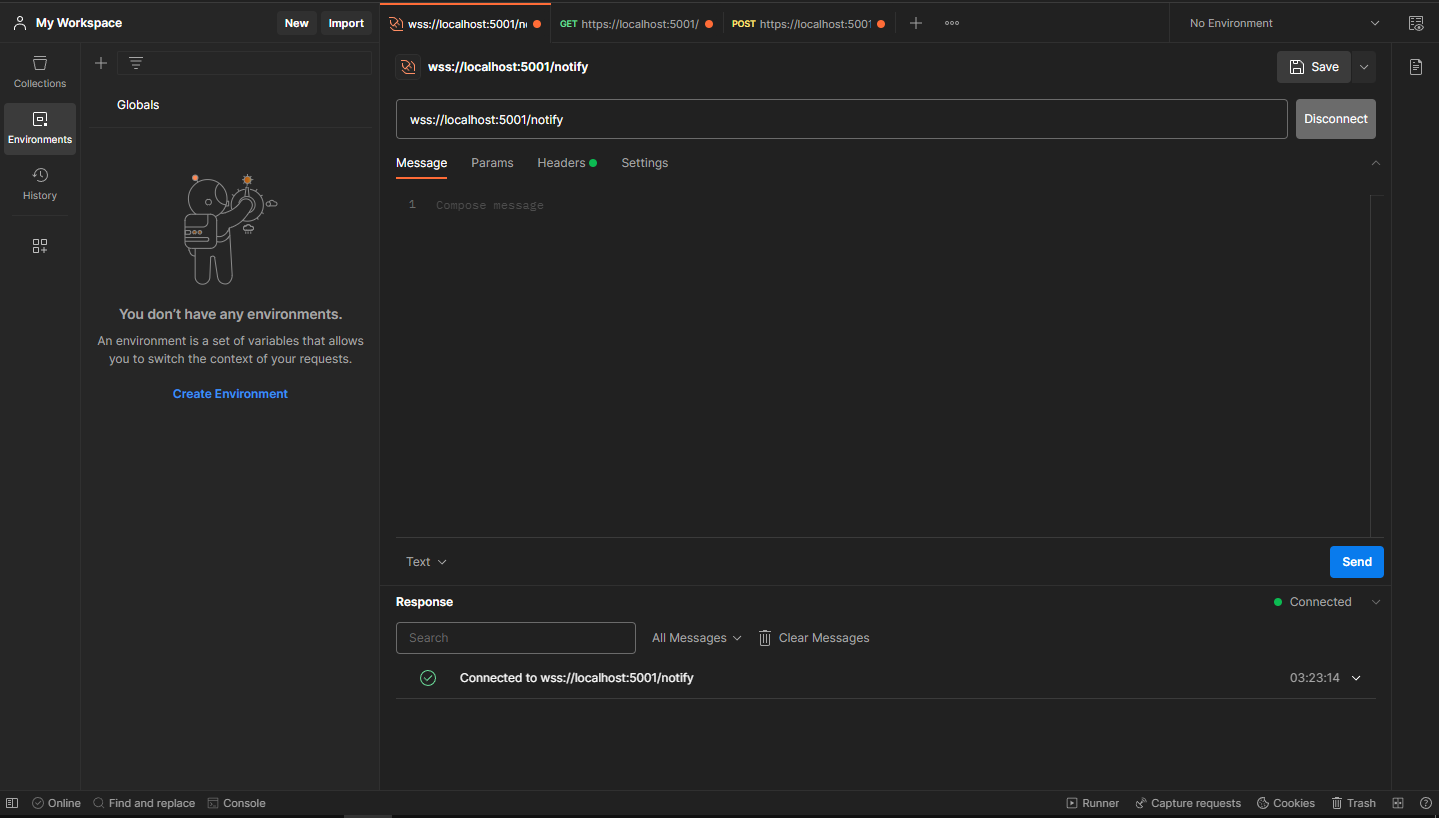 My Workspace
New
Import
wss://localhost:5001/n
GET https://localhost:5001/
POST https://localhost:5001
No Environment
Collections
Environments
History
Globals
You don't have any environments.
An environment is a set of variables that allows
you to switch the context of your requests.
Create Environment
wss://localhost:5001/notify
Save
wss://localhost:5001/notify
Disconnect
Message
Params
Headers
Settings
1
Compose message
Text
Send
Response
Connected
Search
All Messages
Clear Messages
Connected to wss://localhost:5001/notify
03:23:14
Online
Find and replace
Console
Runner
Capture requests
Cookies
Trash